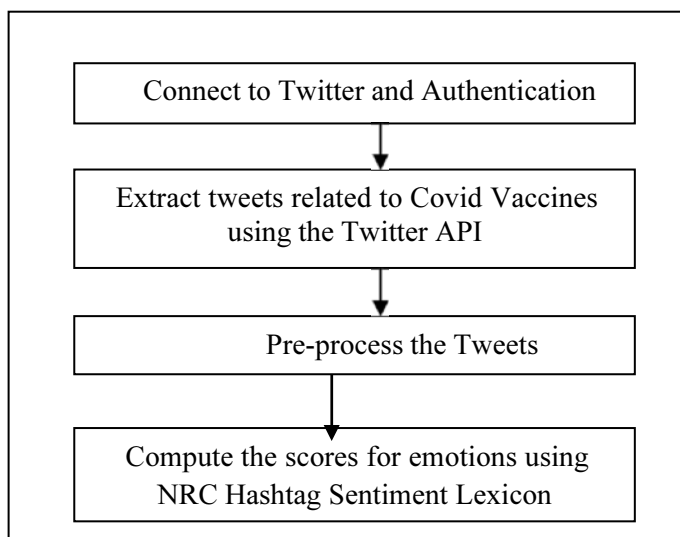 Connect to Twitter and Authentication
Extract tweets related to Covid Vaccines
using the Twitter API
Pre-process the Tweets
Compute the scores for emotions using
NRC Hashtag Sentiment Lexicon